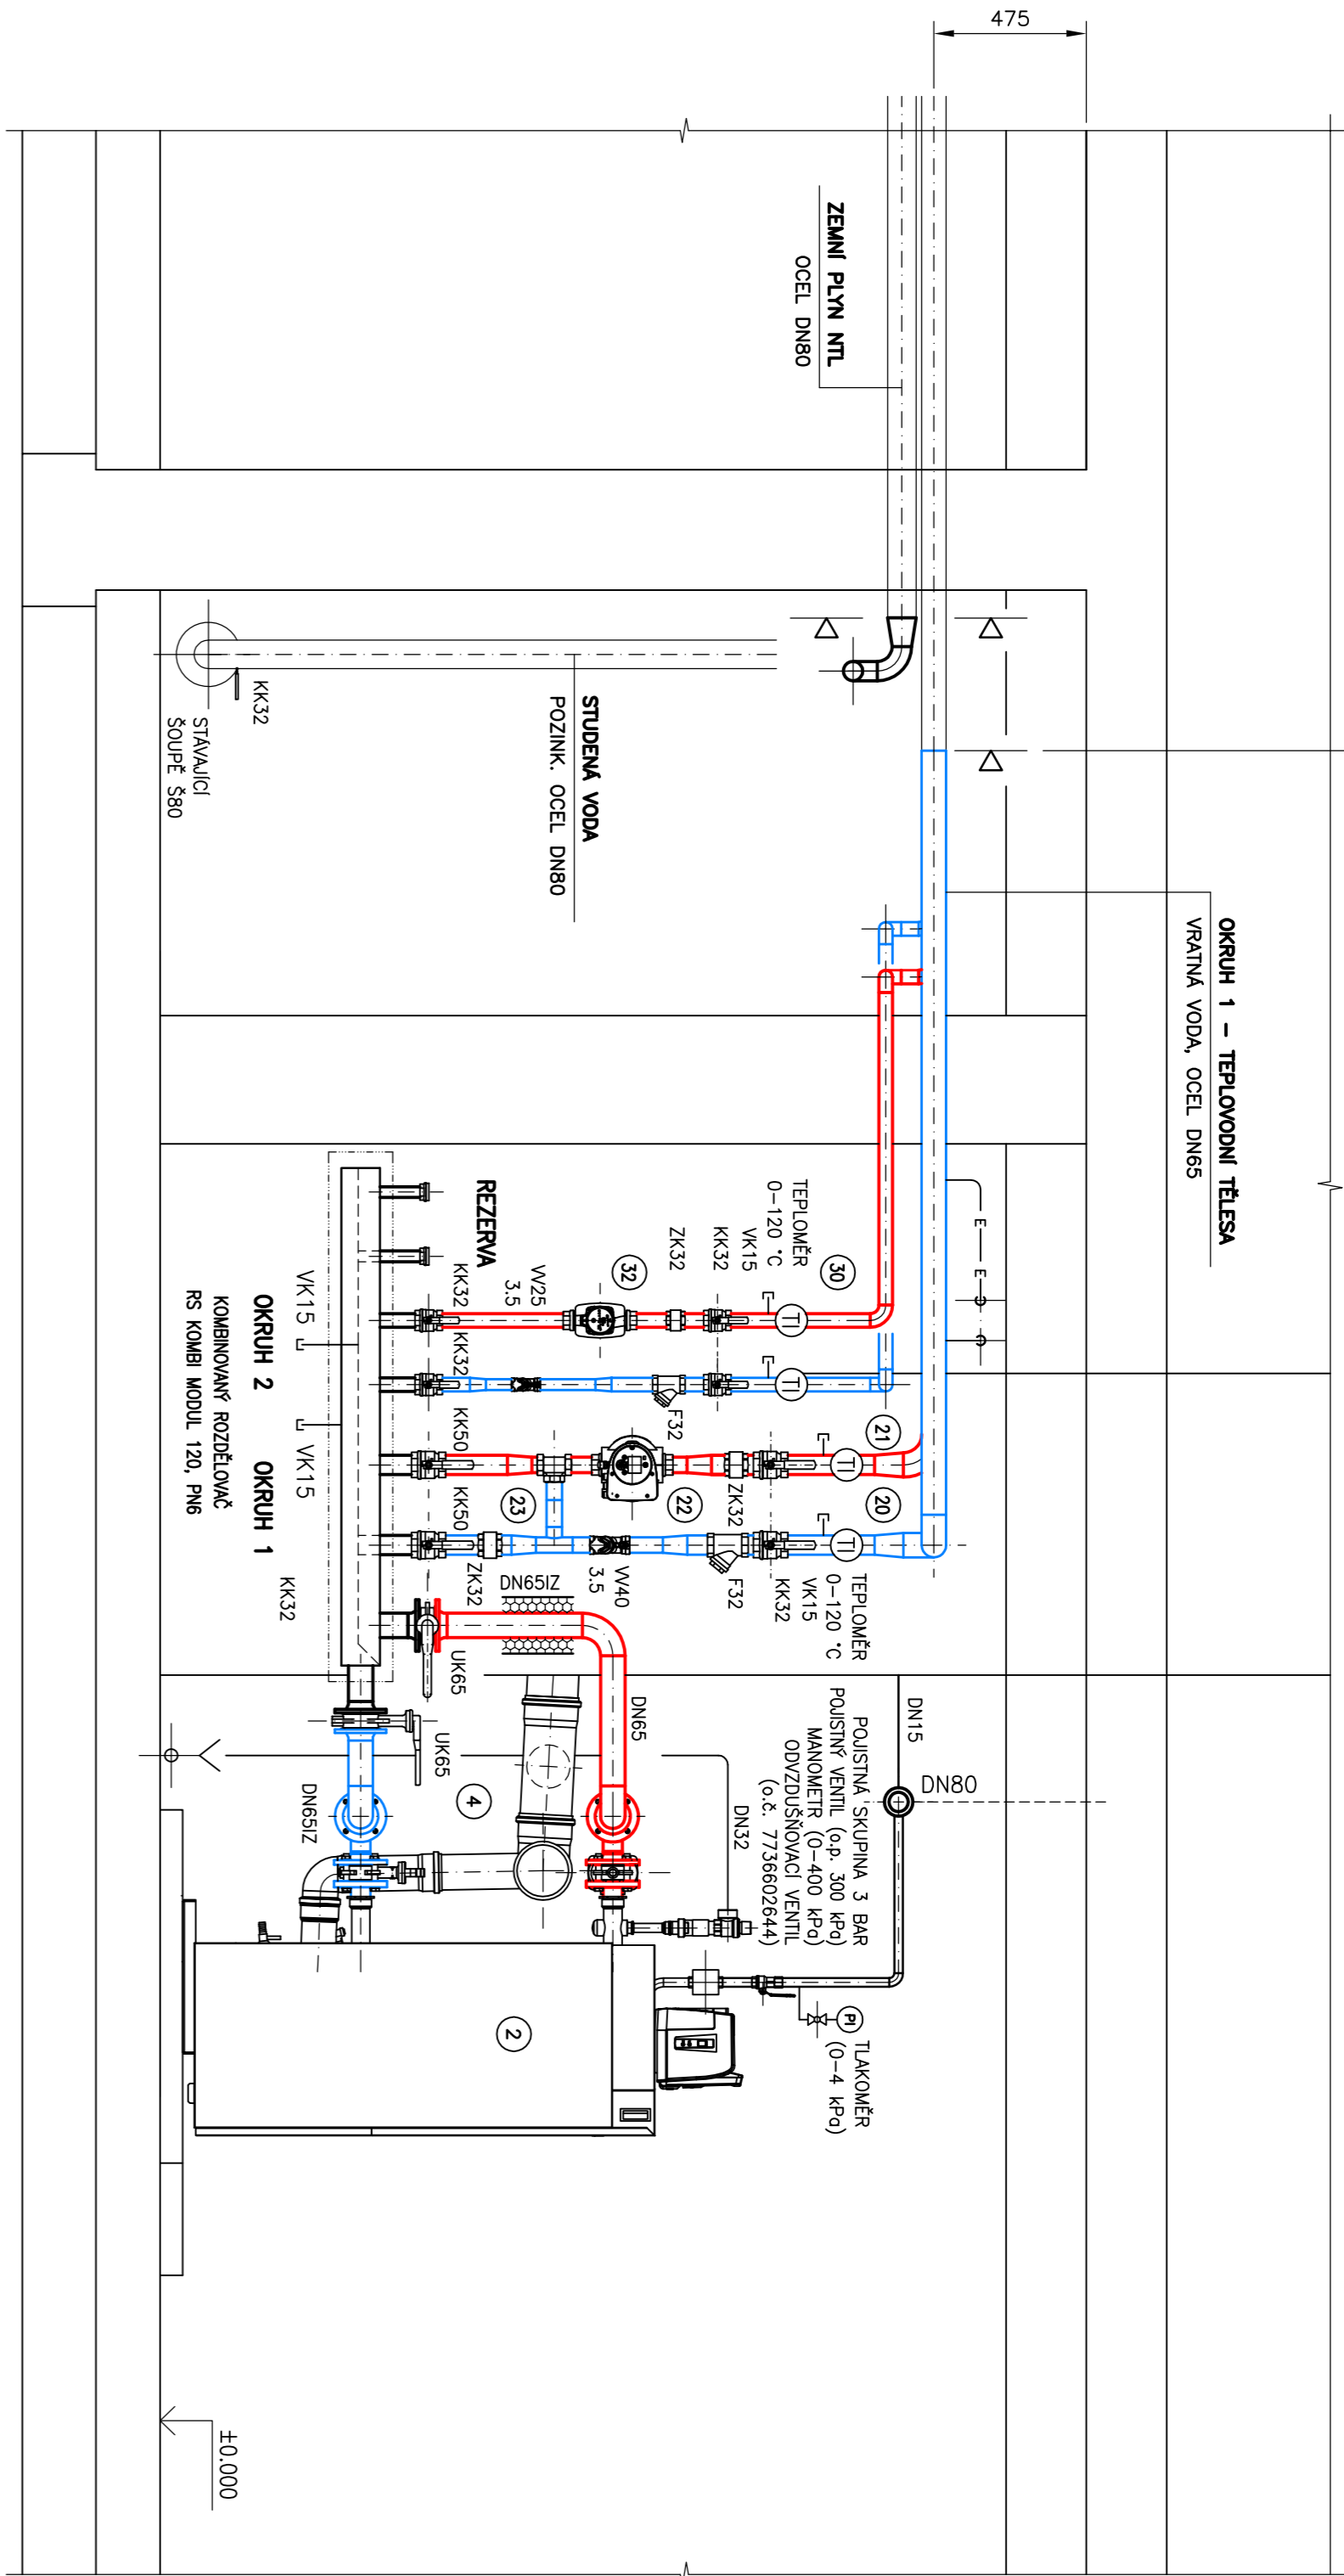 475
ZEMNÍ PLYN NTL
OCEL DN80
OKRUH 1 – TEPLOVODNÍ TĚLESA
VRATNÁ VODA, OCEL DN65
STUDENÁ VODA
POZINK. OCEL DN80
KK32
STÁVAJÍCÍ
ŠOUPĚ Š80
E
E
TEPLOMĚR
0–120 °C
VK15
KK32
ZK32
30
32
TI
TI
REZERVA
VV25
3.5
KK32
KK32
F32
KK50
KK50
21
20
TI
TI
22
23
ZK32
F32
VV40
3.5
ZK32
TEPLOMĚR
0–120 °C
VK15
KK32
VK15
VK15
OKRUH 2
OKRUH 1
KOMBINOVANÝ ROZDĚLOVAČ
RS KOMBI MODUL 120, PN6
KK32
DN65IZ
UK65
UK65
DN65
DN65IZ
4
DN15
DN80
POJISTNÁ SKUPINA 3 BAR
POJISTNÝ VENTIL (o.p. 300 kPa)
MANOMETR (0–400 kPa)
ODVZDUŠŇOVACÍ VENTIL
(o.č. 7736602644)
DN32
PI
TLAKOMĚR
(0–4 kPa)
2
±0.000